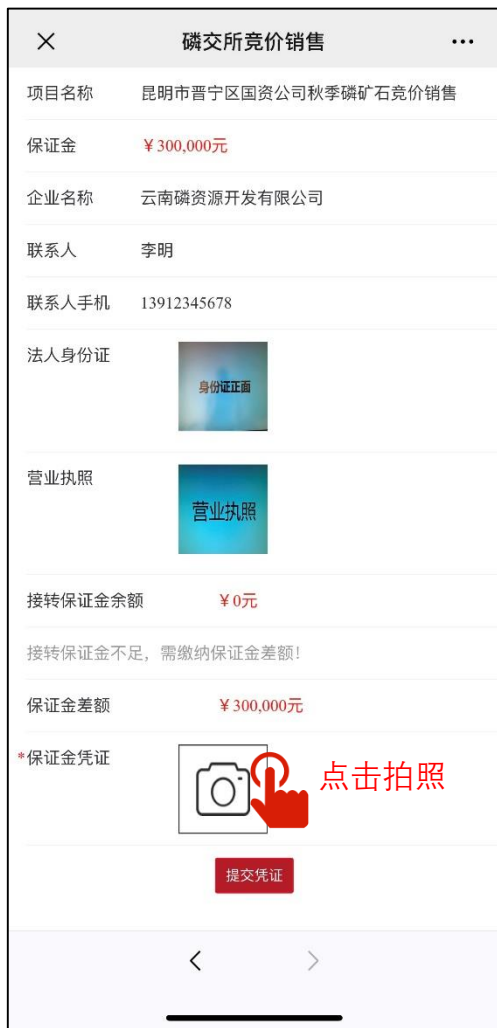 磷交所竞价销售
项目名称 昆明市晋宁区国资公司秋季磷矿石竞价销售
保证金 ￥300,000元
企业名称 云南磷资源开发有限公司
联系人 李明
联系人手机 13912345678
法人身份证
身份证正面
营业执照
营业执照
接转保证金余额 ￥0元
接转保证金不足，需缴纳保证金差额！
保证金差额 ￥300,000元
*保证金凭证
点击拍照
提交凭证